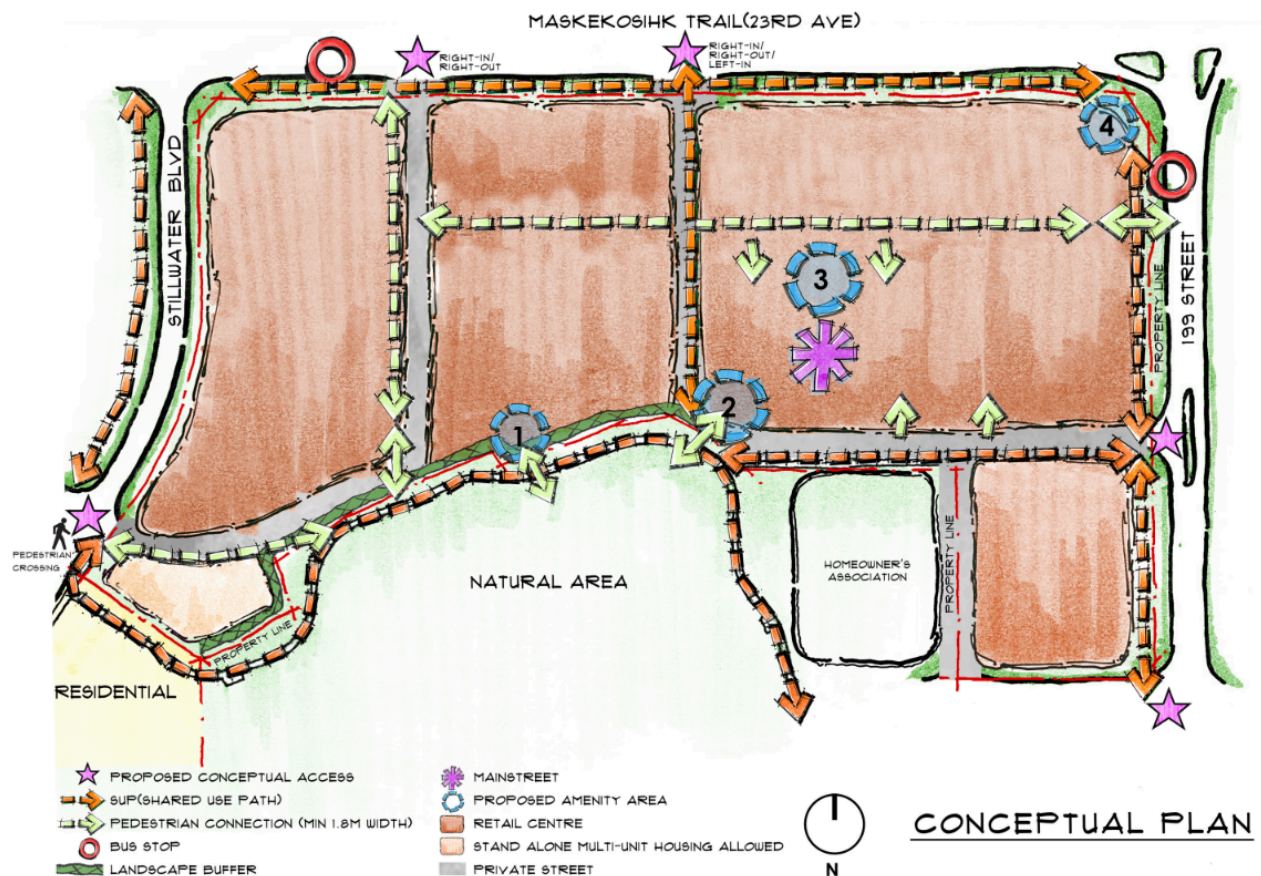 MASKEKOSIHK TRAIL(23RD AVE)
RIGHT-IN/
RIGHT-OUT
RIGHT-IN/
RIGHT-OUT/
LEFT-IN
4
STILLWATER BLVD
3
PROPERTY LINE
199 STREET
2
1
PEDESTRIAN
CROSSING
NATURAL AREA
HOMEOWNER'S
ASSOCIATION
PROPERTY LINE
PROPERTY LINE
RESIDENTIAL
PROPOSED CONCEPTUAL ACCESS
SUP(SHARED USE PATH)
PEDESTRIAN CONNECTION (MIN 1.8M WIDTH)
BUS STOP
LANDSCAPE BUFFER
MAINSTREET
PROPOSED AMENITY AREA
RETAIL CENTRE
STAND ALONE MULTI-UNIT HOUSING ALLOWED
PRIVATE STREET
N
CONCEPTUAL PLAN